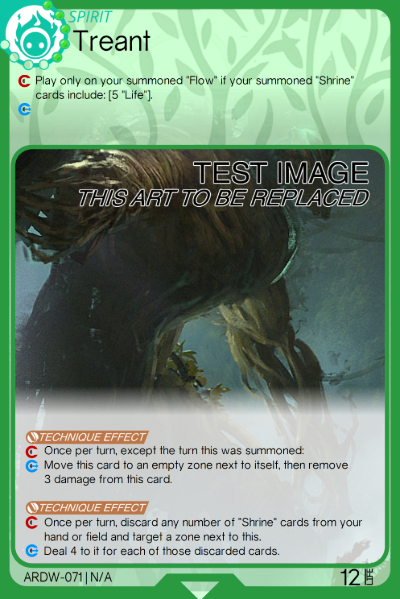 SPIRIT
Treant
Play only on your summoned "Flow" if your summoned "Shrine"
cards include: [5 "Life"].
TEST IMAGE
THIS ART TO BE REPLACED
TECHNIQUE EFFECT
Once per turn, except the turn this was summoned:
Move this card to an empty zone next to itself, then remove
3 damage from this card.
TECHNIQUE EFFECT
Once per turn, discard any number of "Shrine" cards from your
hand or field and target a zone next to this.
Deal 4 to it for each of those discarded cards.
ARDW-071 | N/A
12